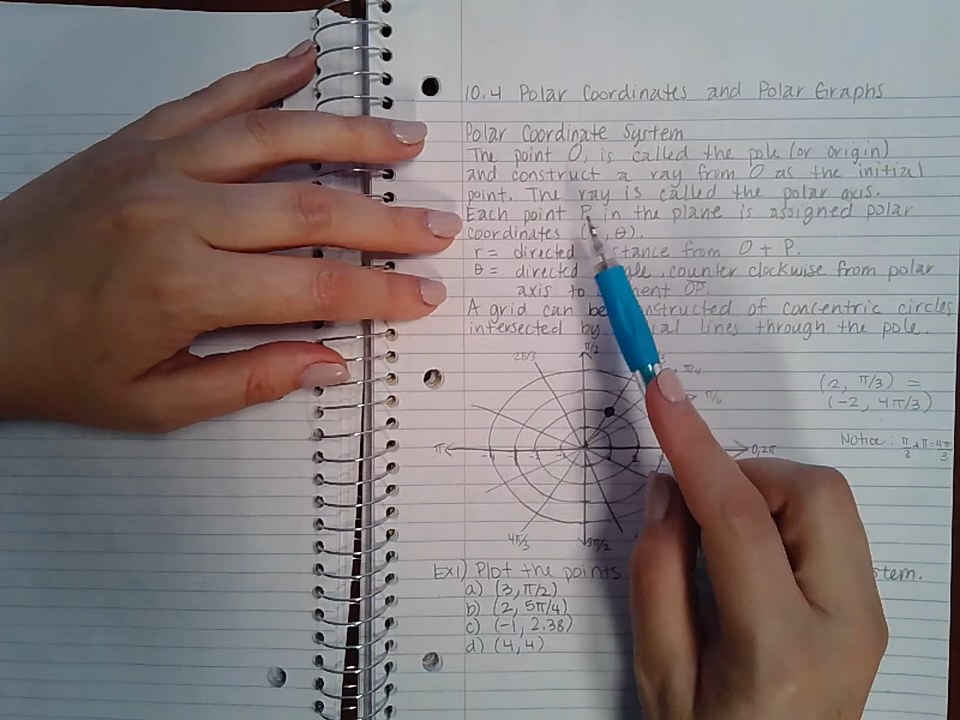 10.4 Polar Coordinates and Polar Graphs
Polar Coordinate System
The point O, is called the pole (or origin)
and construct a ray from O as the initial
point. The ray is called the polar axis.
Each point P in the plane is assigned polar
coordinates ( , θ).
r = directed distance from O + P.
θ = directed angle, counter clockwise from polar
axis to segment OP.
A grid can be constructed of concentric circles
intersected by radial lines through the pole.
2π/3 π/2
π/6
(2, π/3) =
(-2, 4π/3)
Notice: π/3 + π = 4π/3
π 2 0,2π
4π/3 3π/2
EX1) Plot the points stem.
a) (3, π/2)
b) (2, 5π/4)
c) (-1, 2.38)
d) (4, 4)